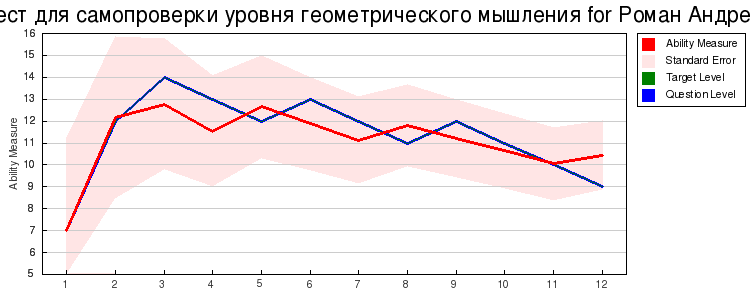 ест для самопроверки уровня геометрического мышления for Роман Андре
Ability Measure
16
15
14
13
12
11
10
9
8
7
6
5
1 2 3 4 5 6 7 8 9 10 11 12
Ability Measure
Standard Error
Target Level
Question Level